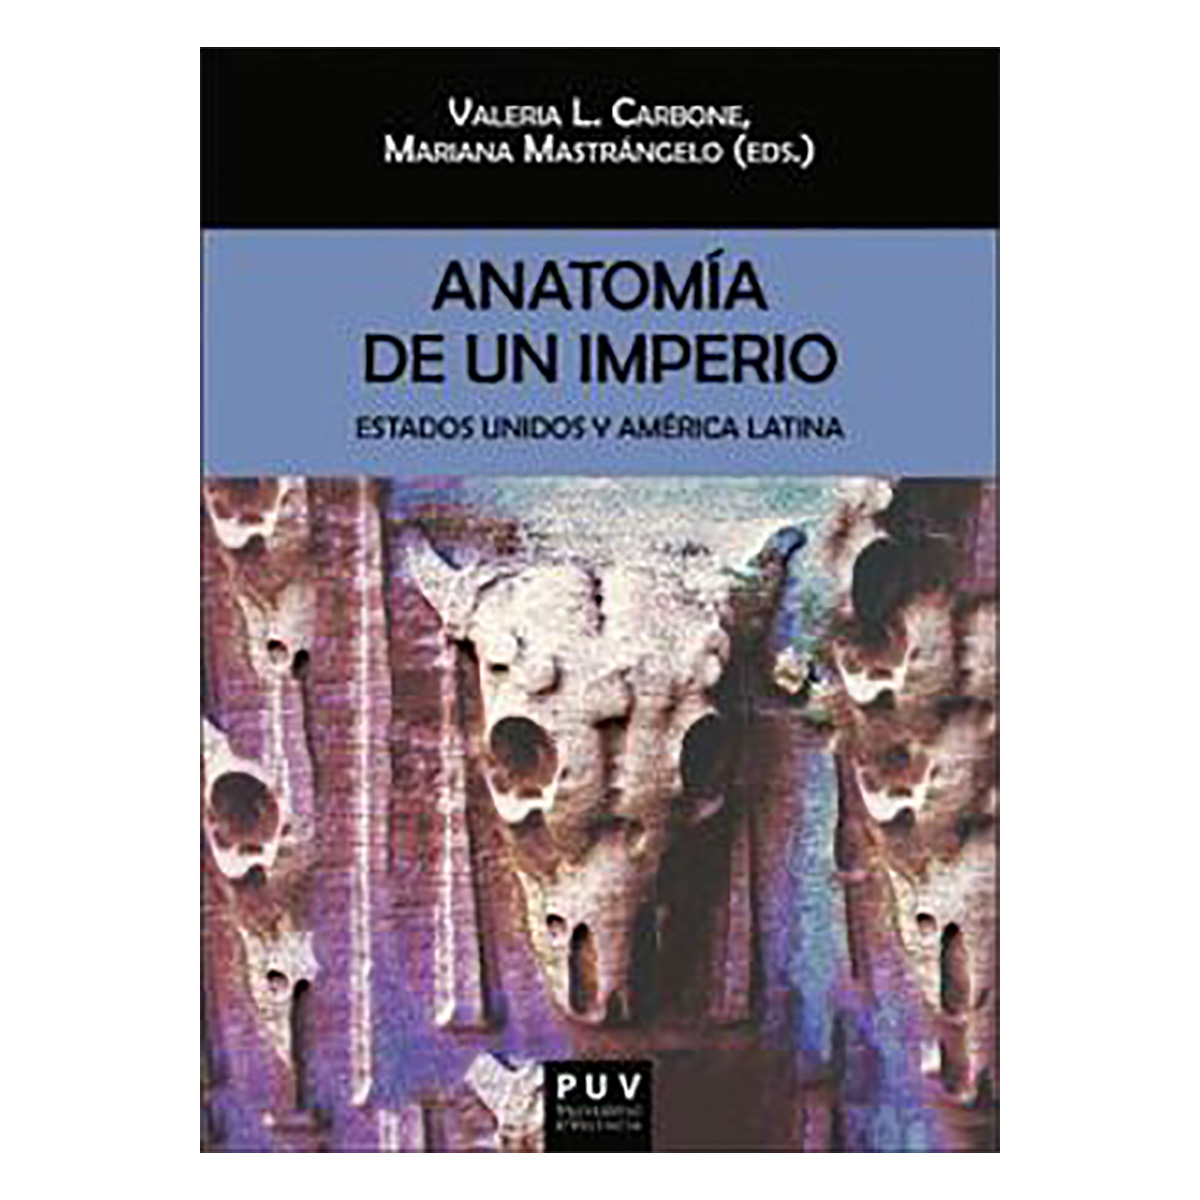 VALERIA L. CARBONE,
MARIANA MASTRÁNGELO (EDS.)
ANATOMÍA
DE UN IMPERIO
ESTADOS UNIDOS Y AMÉRICA LATINA
PUV